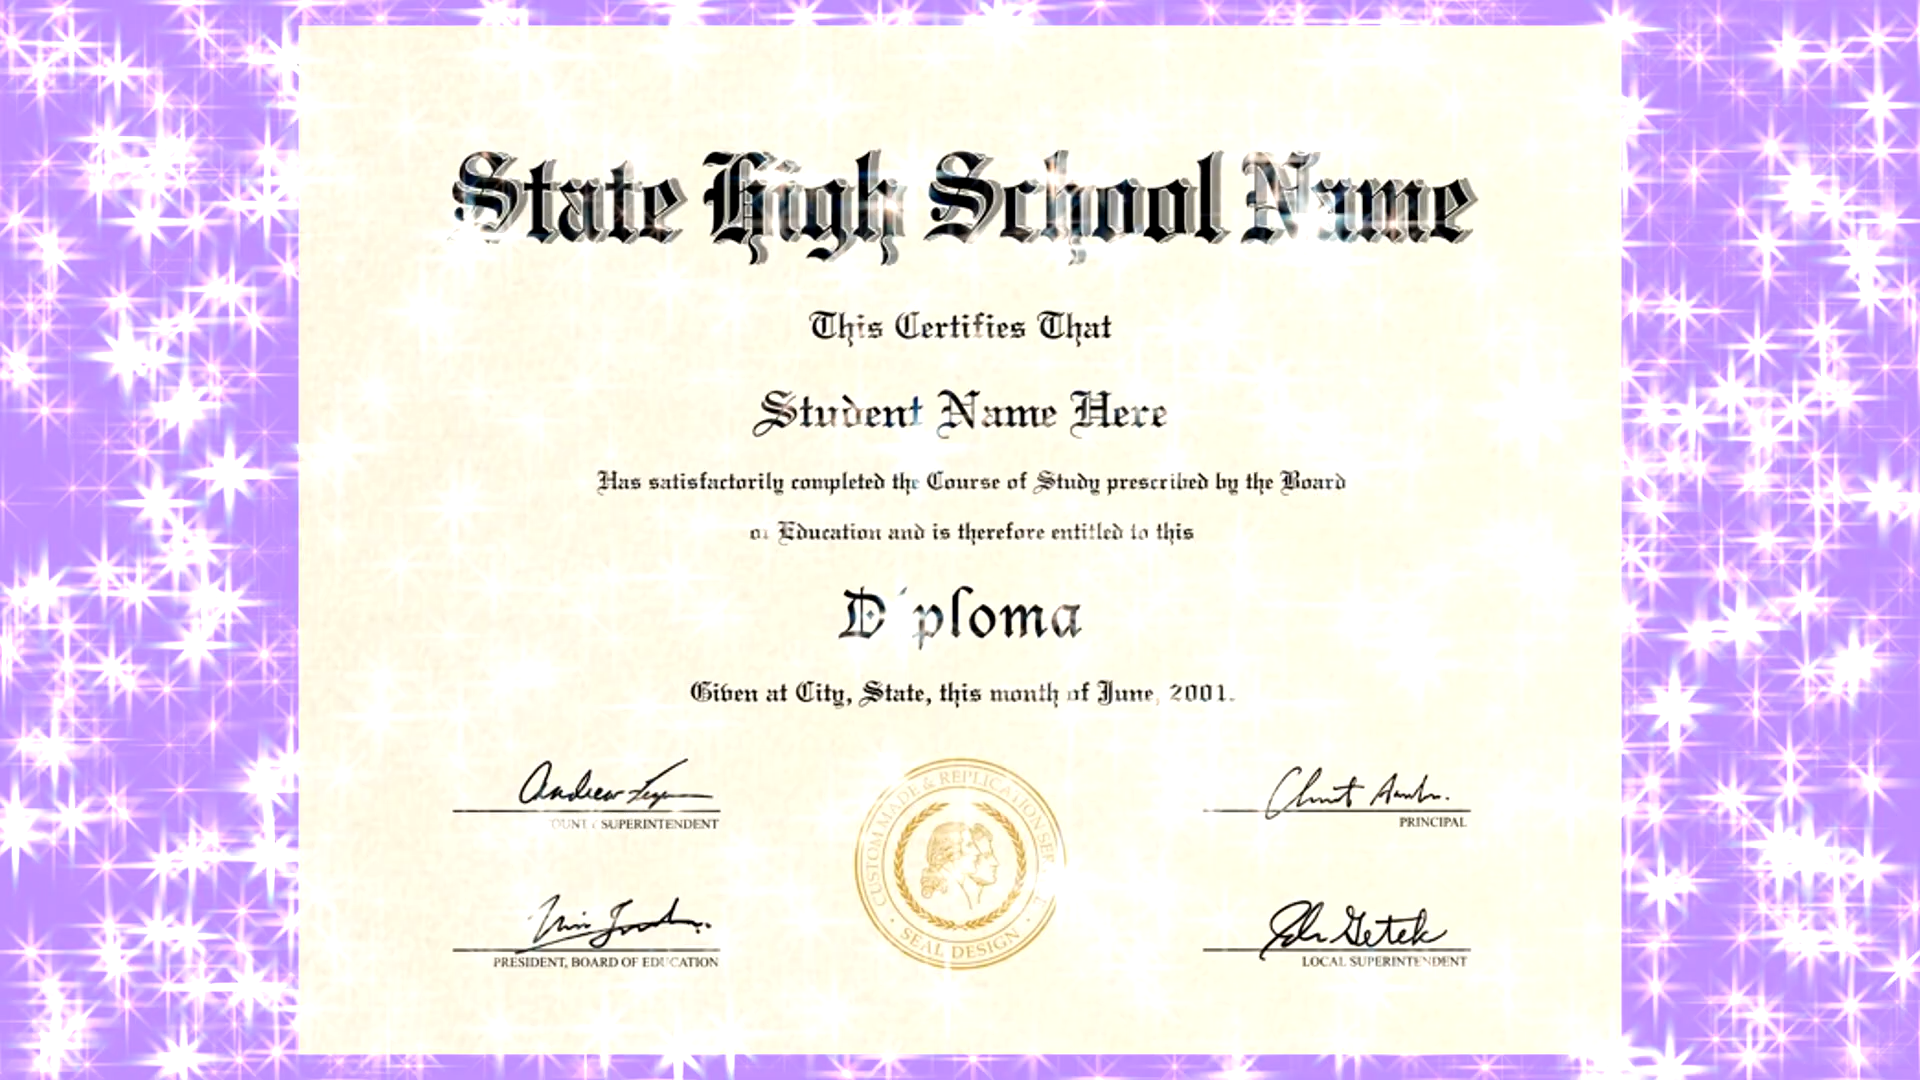 State High School Name
This Certifies That
Student Name Here
Has satisfactorily completed the Course of Study prescribed by the Board
of Education and is therefore entitled to this
Diploma
Given at City, State, this month of June, 2001.
SUPERINTENDENT
PRINCIPAL
CUSTOM MADE & REPLICATION
SEAL DESIGN
PRESIDENT, BOARD OF EDUCATION
LOCAL SUPERINTENDENT